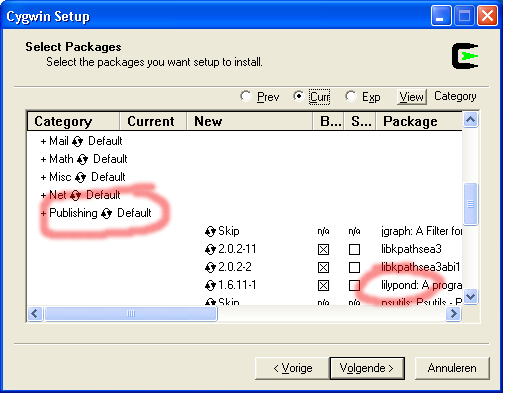 Cygwin Setup
Select Packages
Select the packages you want setup to install.
Prev Curr Exp View Category
Category Current New B... S... Package
+ Mail Default
+ Math Default
+ Misc Default
+ Net Default
+ Publishing Default
Skip n/a n/a jgraph: A Filter for
2.0.2-11 libkpathsea3
2.0.2-2 libkpathsea3abi1
1.6.11-1 lilypond: A progra
Skip n/a n/a psutils: Psutils - P
< Vorige Volgende > Annuleren